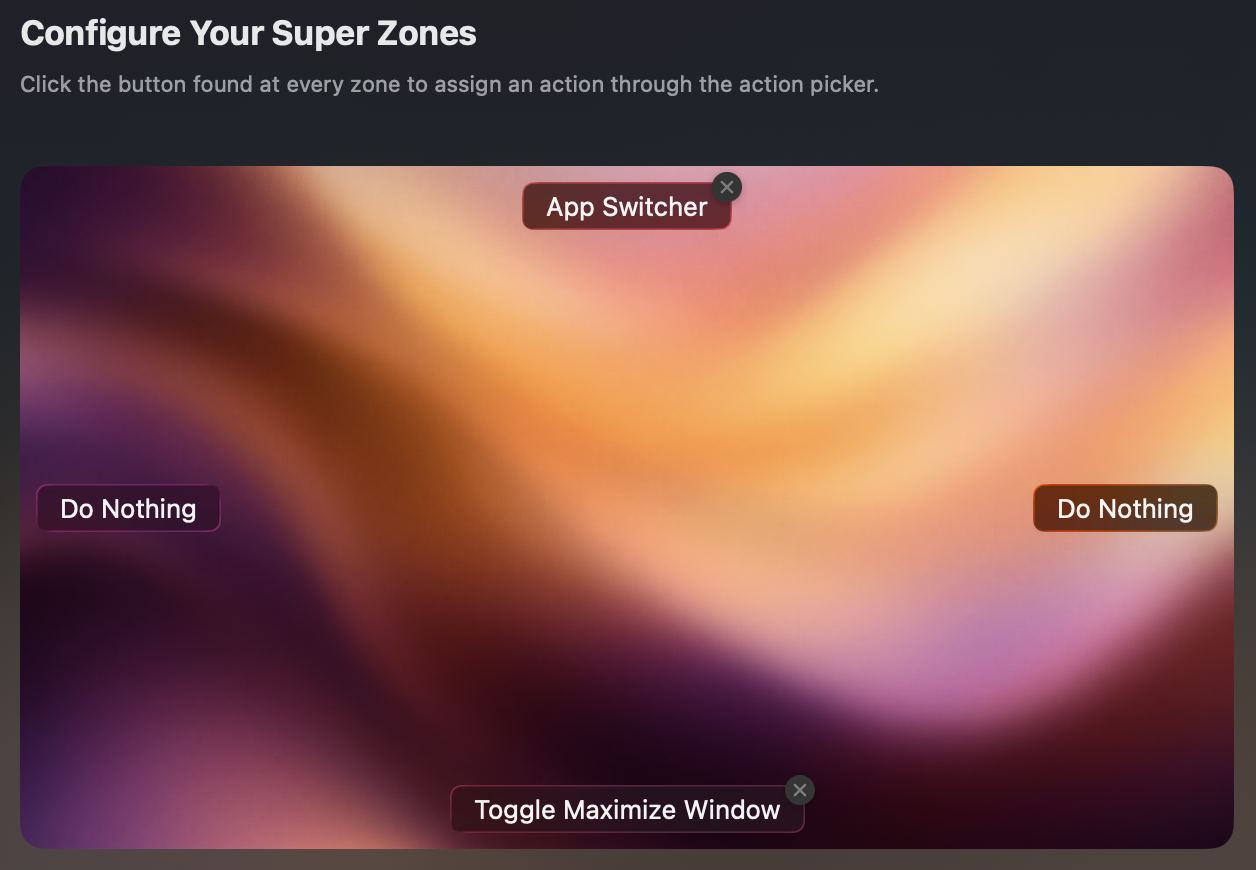 Configure Your Super Zones
Click the button found at every zone to assign an action through the action picker.
App Switcher
Do Nothing
Do Nothing
Toggle Maximize Window